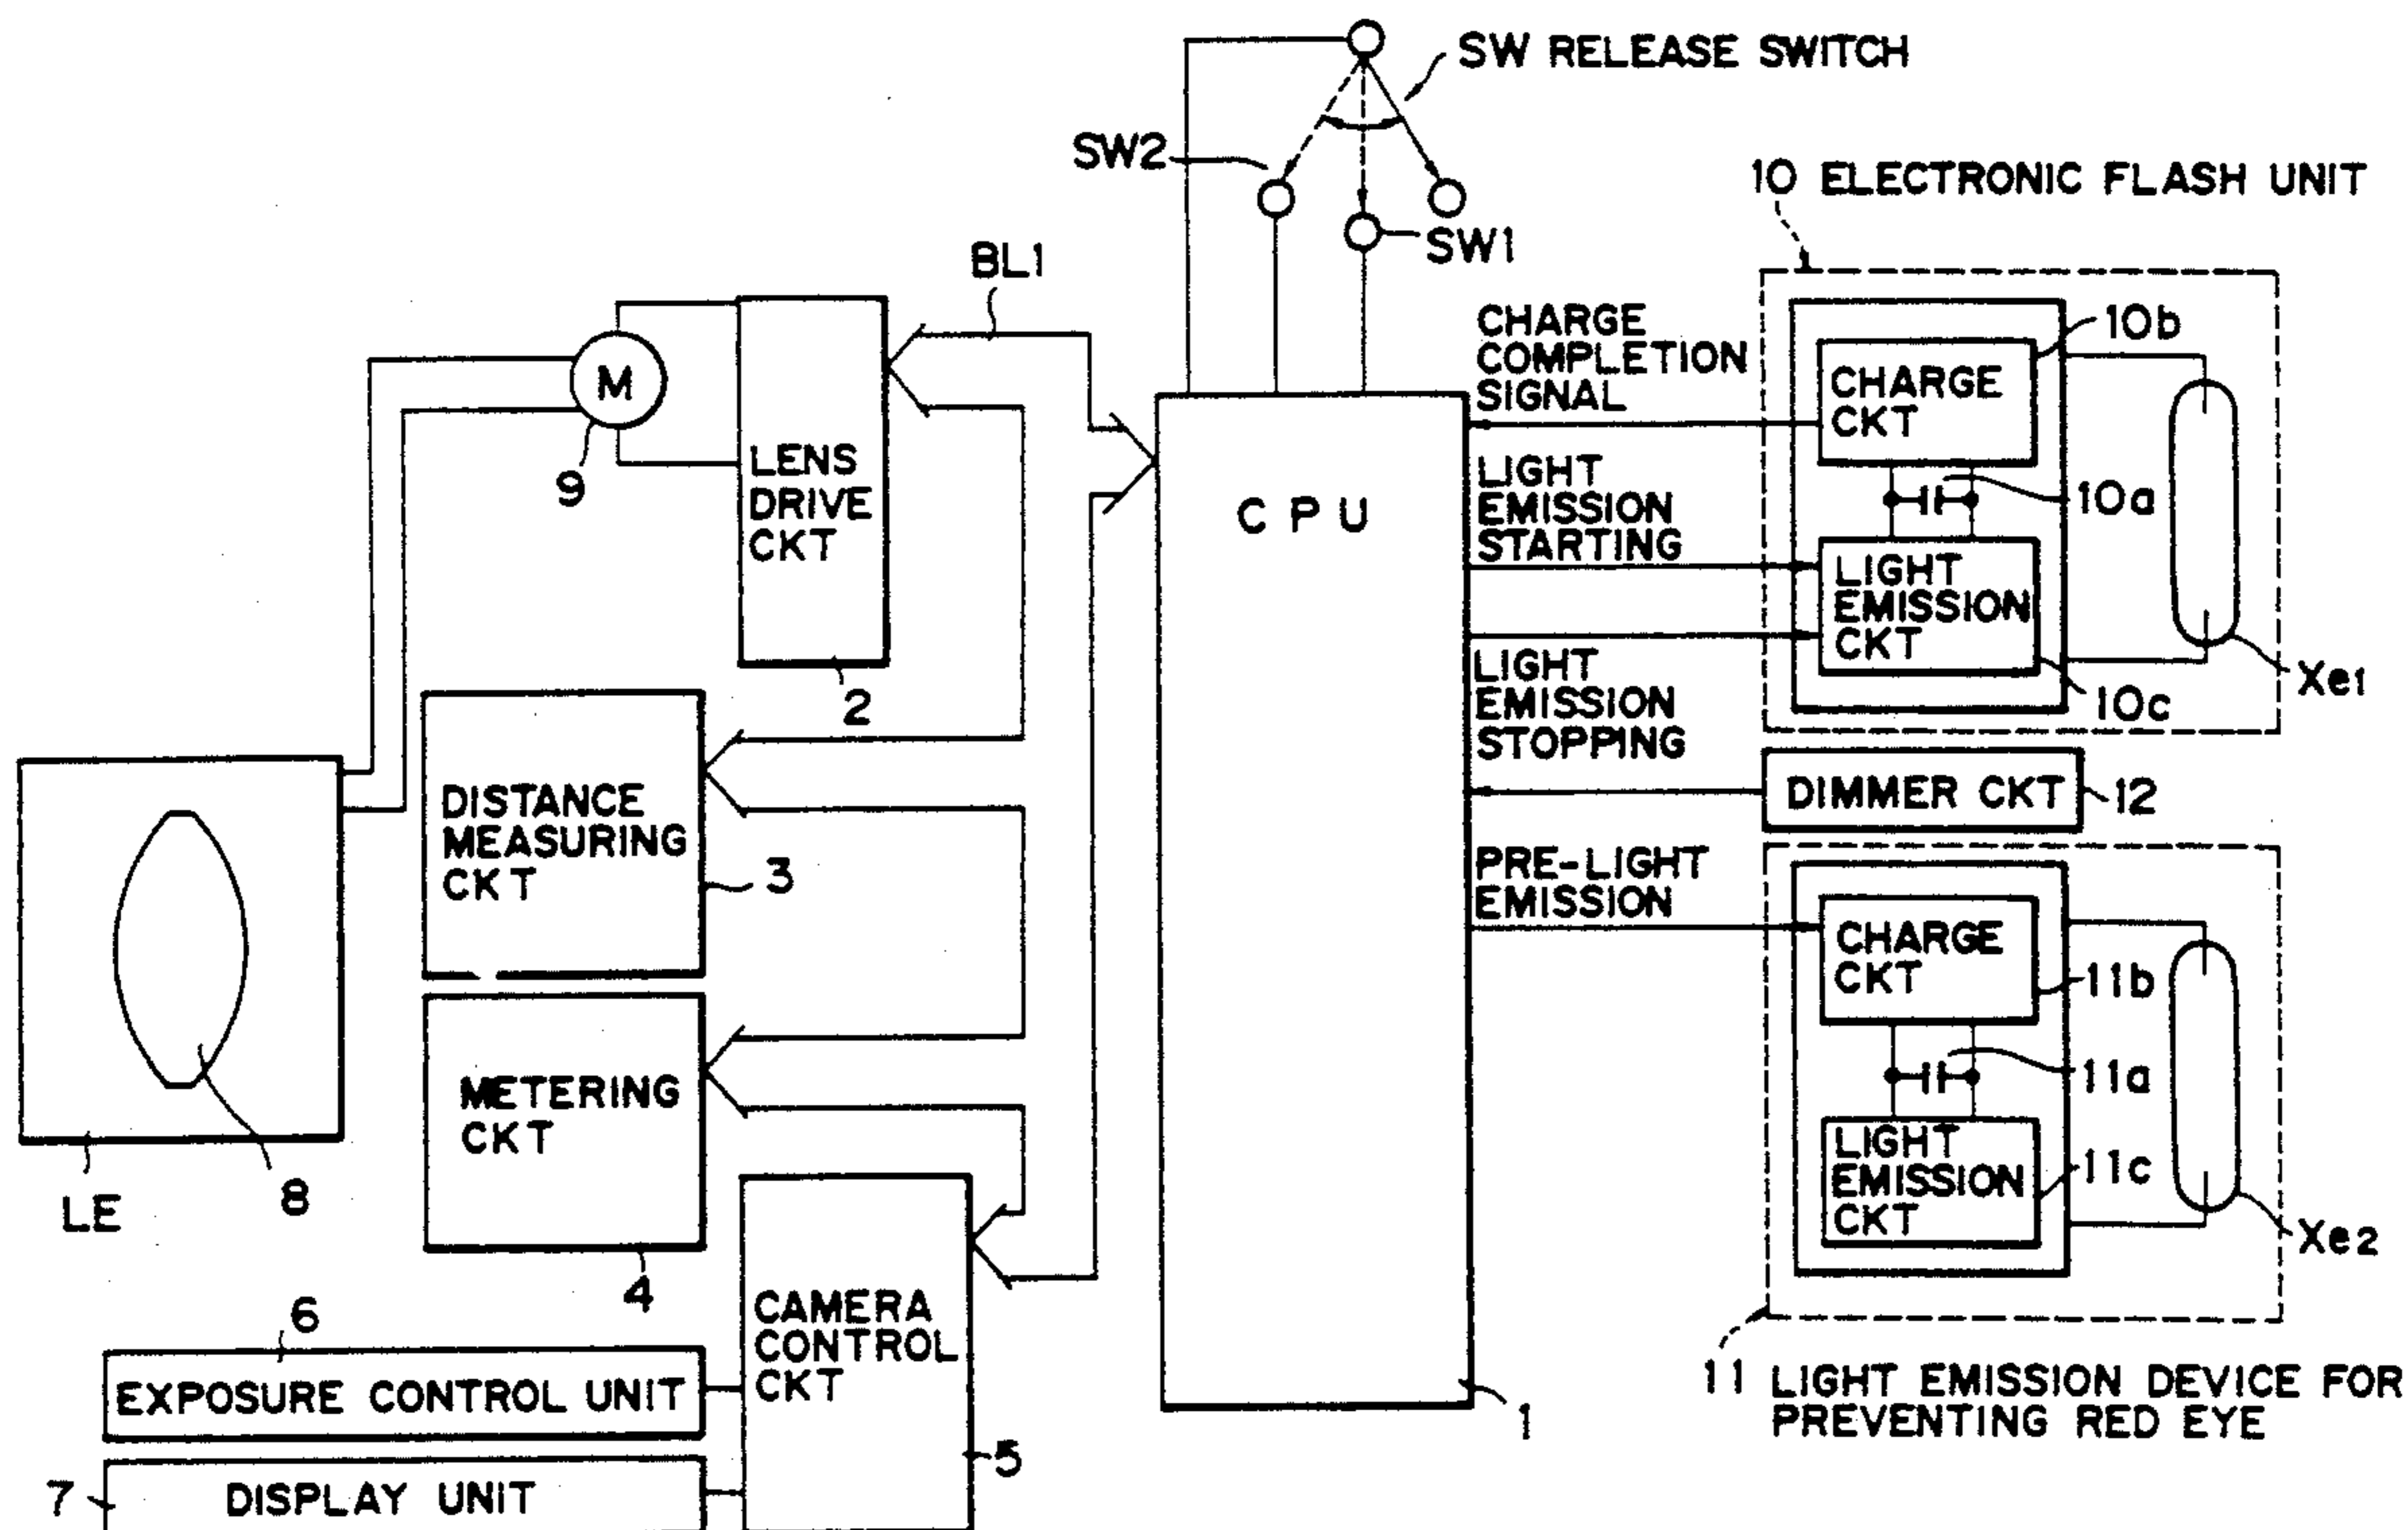 SW RELEASE SWITCH
SW2
SW1
10 ELECTRONIC FLASH UNIT
BL1
CHARGE
COMPLETION
SIGNAL
10b
CHARGE
CKT
M
9
LENS
DRIVE
CKT
2
CPU
LIGHT
EMISSION
STARTING
10a
LIGHT
EMISSION
CKT
10c
Xe1
LIGHT
EMISSION
STOPPING
DIMMER CKT
12
DISTANCE
MEASURING
CKT
3
PRE-LIGHT
EMISSION
CHARGE
CKT
11b
11a
LIGHT
EMISSION
CKT
11c
Xe2
METERING
CKT
4
LE
8
CAMERA
CONTROL
CKT
5
6
EXPOSURE CONTROL UNIT
7
DISPLAY UNIT
1
11 LIGHT EMISSION DEVICE FOR
PREVENTING RED EYE